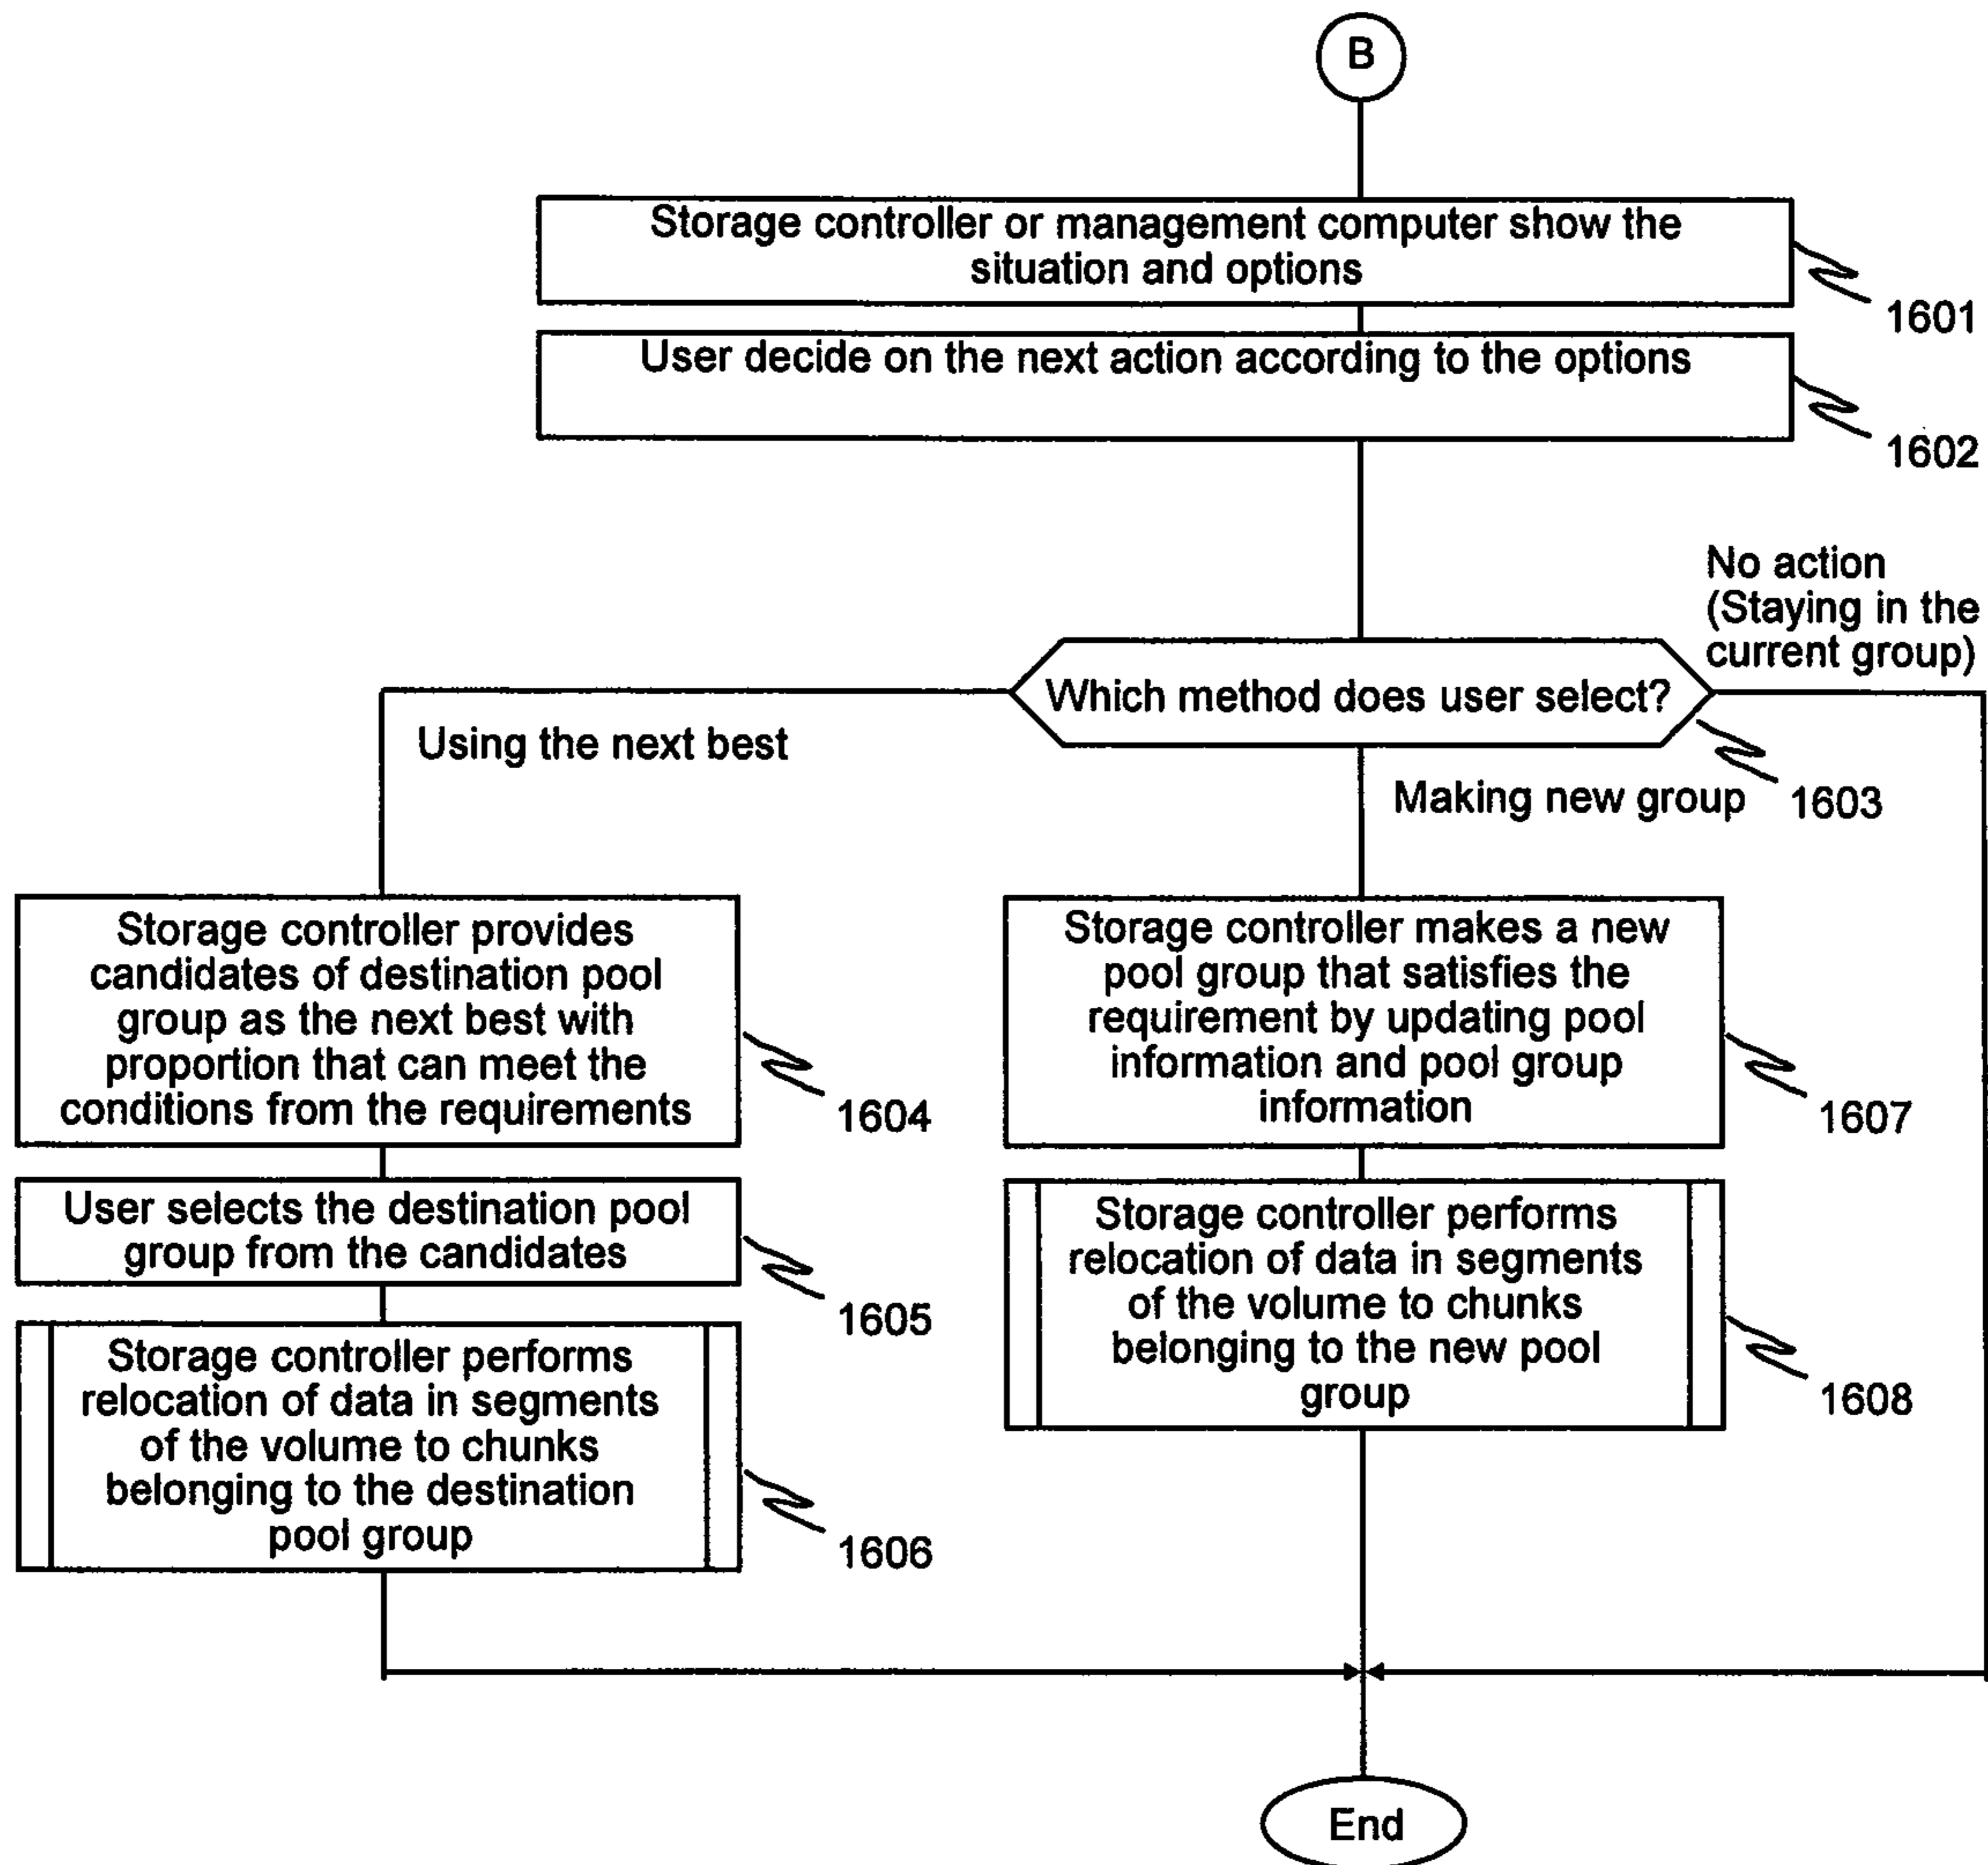 B
Storage controller or management computer show the
situation and options
1601
User decide on the next action according to the options
1602
No action
(Staying in the
current group)
Which method does user select?
1603
Using the next best
Making new group
Storage controller provides
candidates of destination pool
group as the next best with
proportion that can meet the
conditions from the requirements
1604
User selects the destination pool
group from the candidates
1605
Storage controller performs
relocation of data in segments
of the volume to chunks
belonging to the destination
pool group
1606
Storage controller makes a new
pool group that satisfies the
requirement by updating pool
information and pool group
information
1607
Storage controller performs
relocation of data in segments
of the volume to chunks
belonging to the new pool
group
1608
End